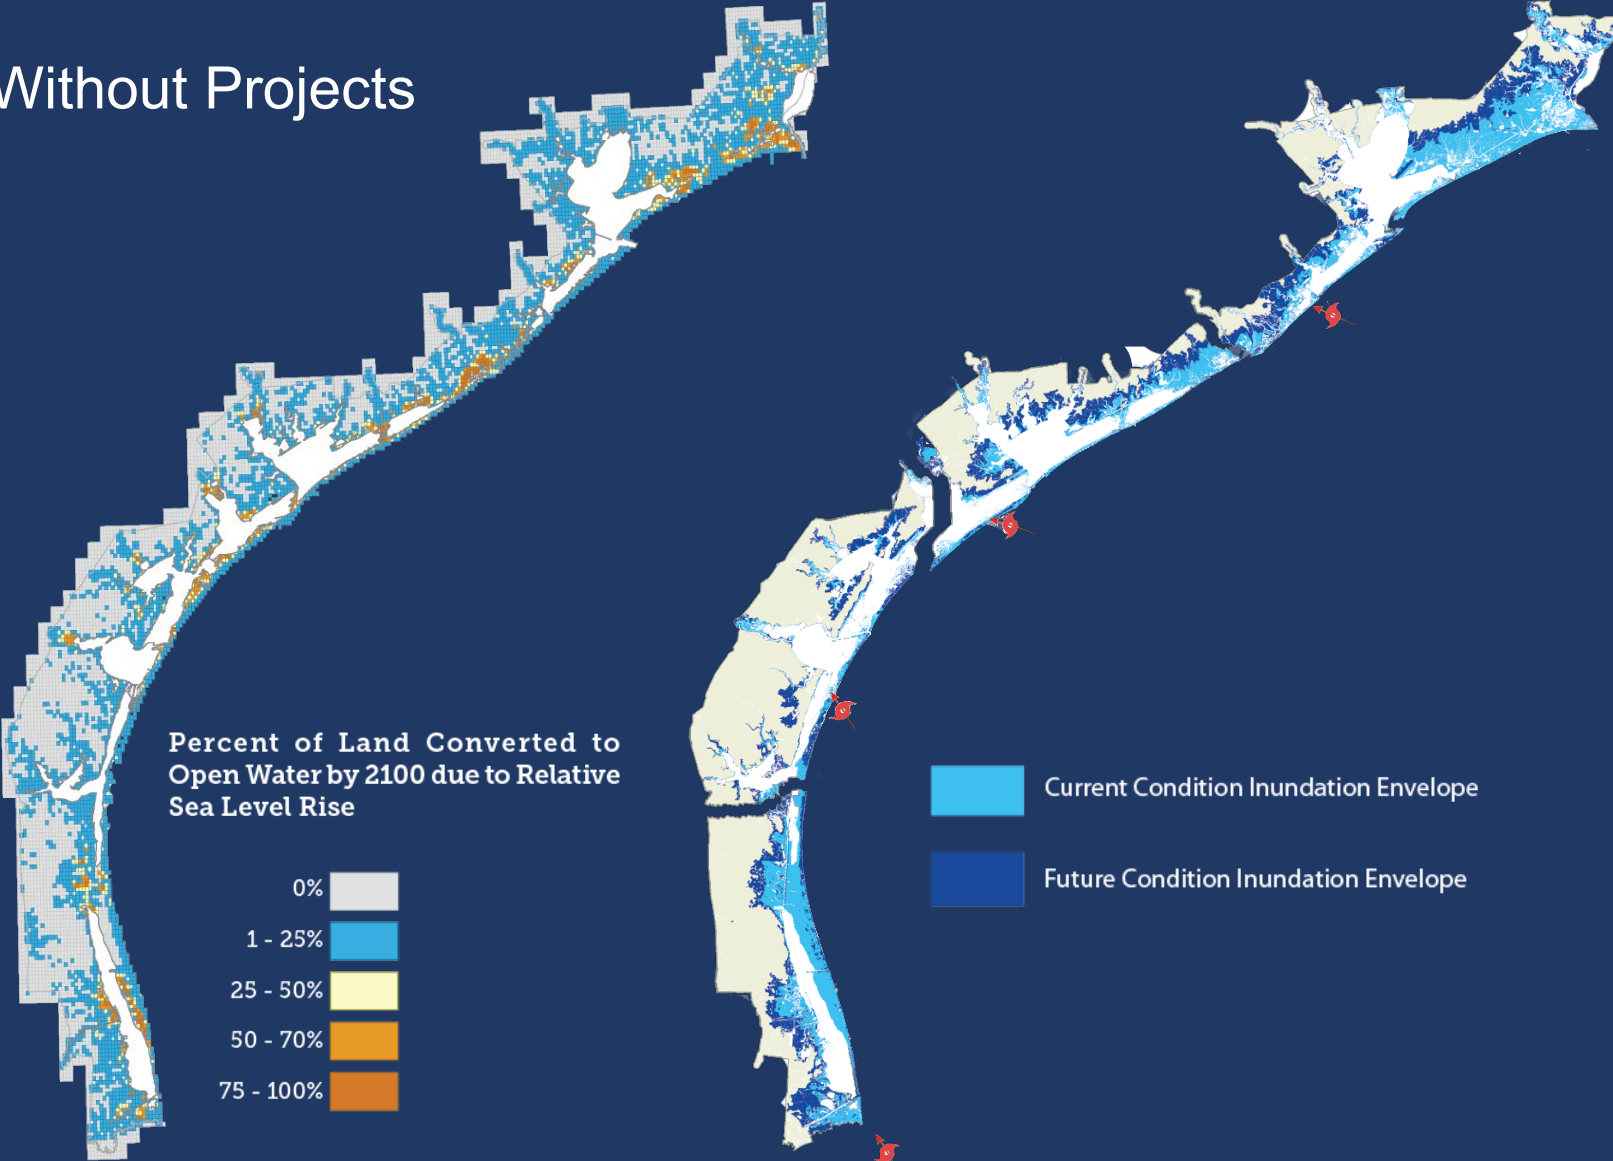 Without Projects
Percent of Land Converted to
Open Water by 2100 due to Relative
Sea Level Rise
0%
1 - 25%
25 - 50%
50 - 70%
75 - 100%
Current Condition Inundation Envelope
Future Condition Inundation Envelope